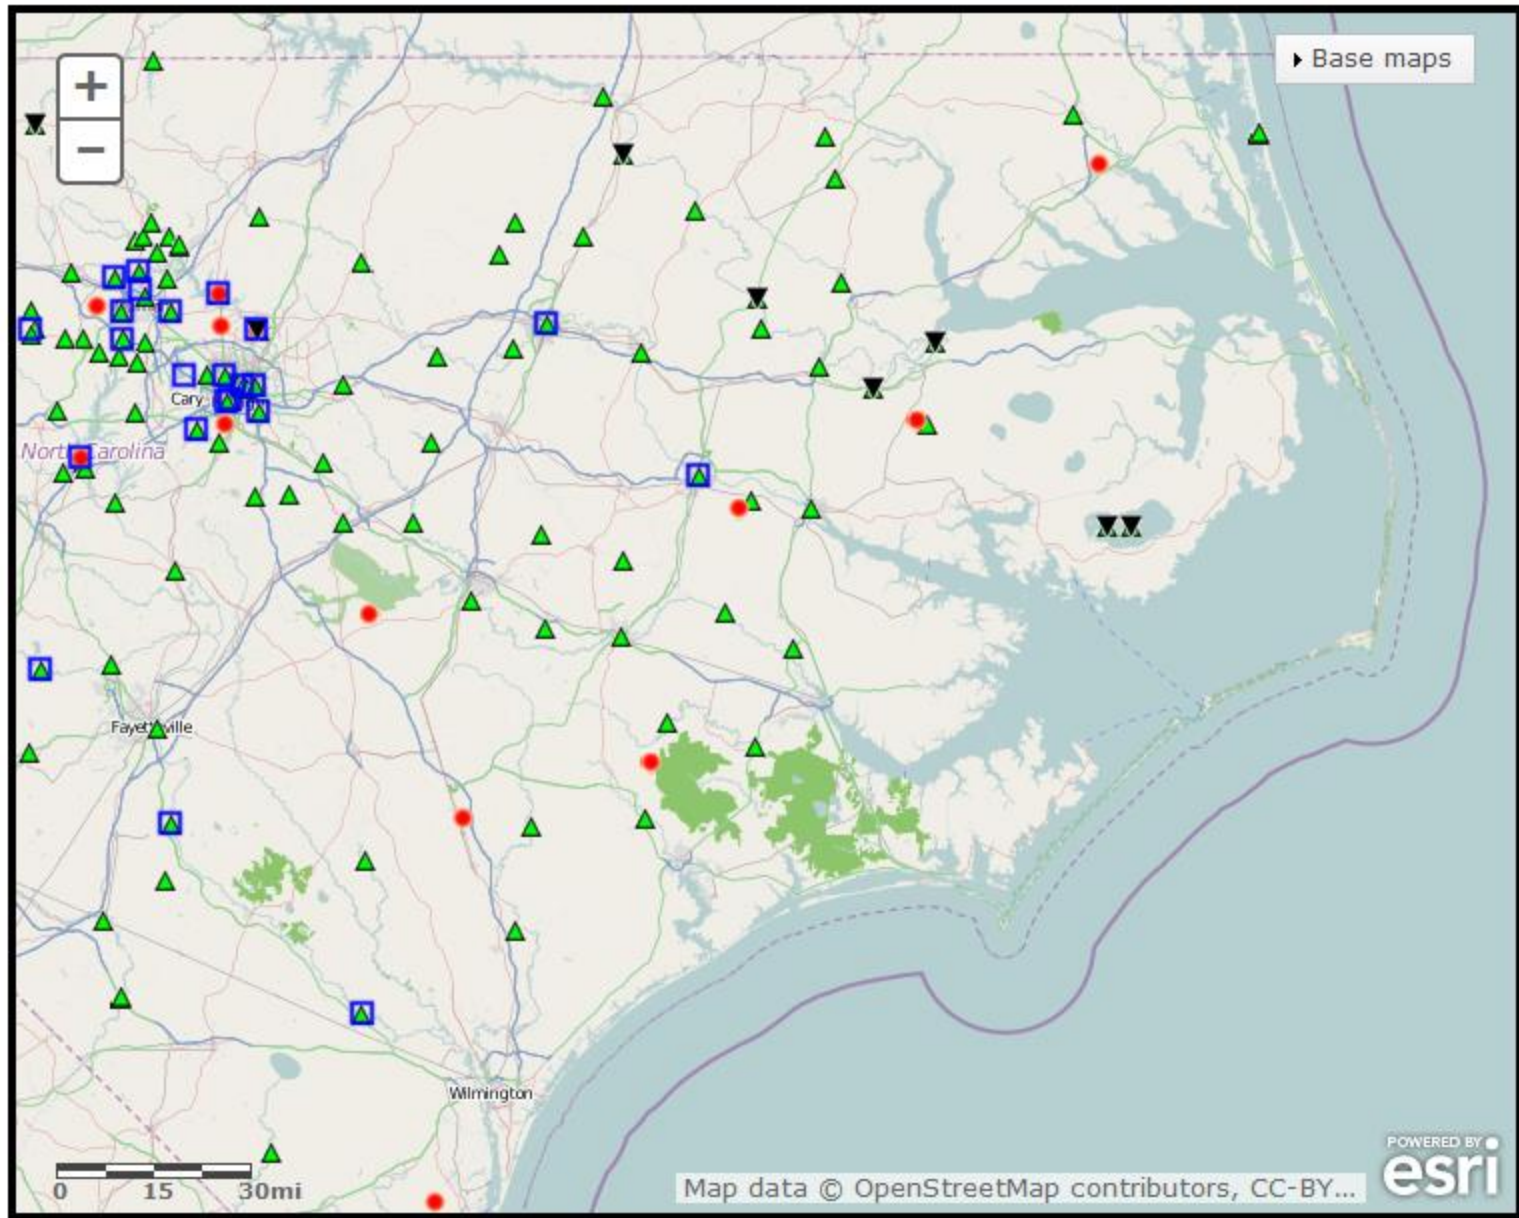 +
Base maps
−
Cary
North Carolina
Fayetteville
Wilmington
0 15 30mi
Map data © OpenStreetMap contributors, CC-BY...
POWERED BY
esri